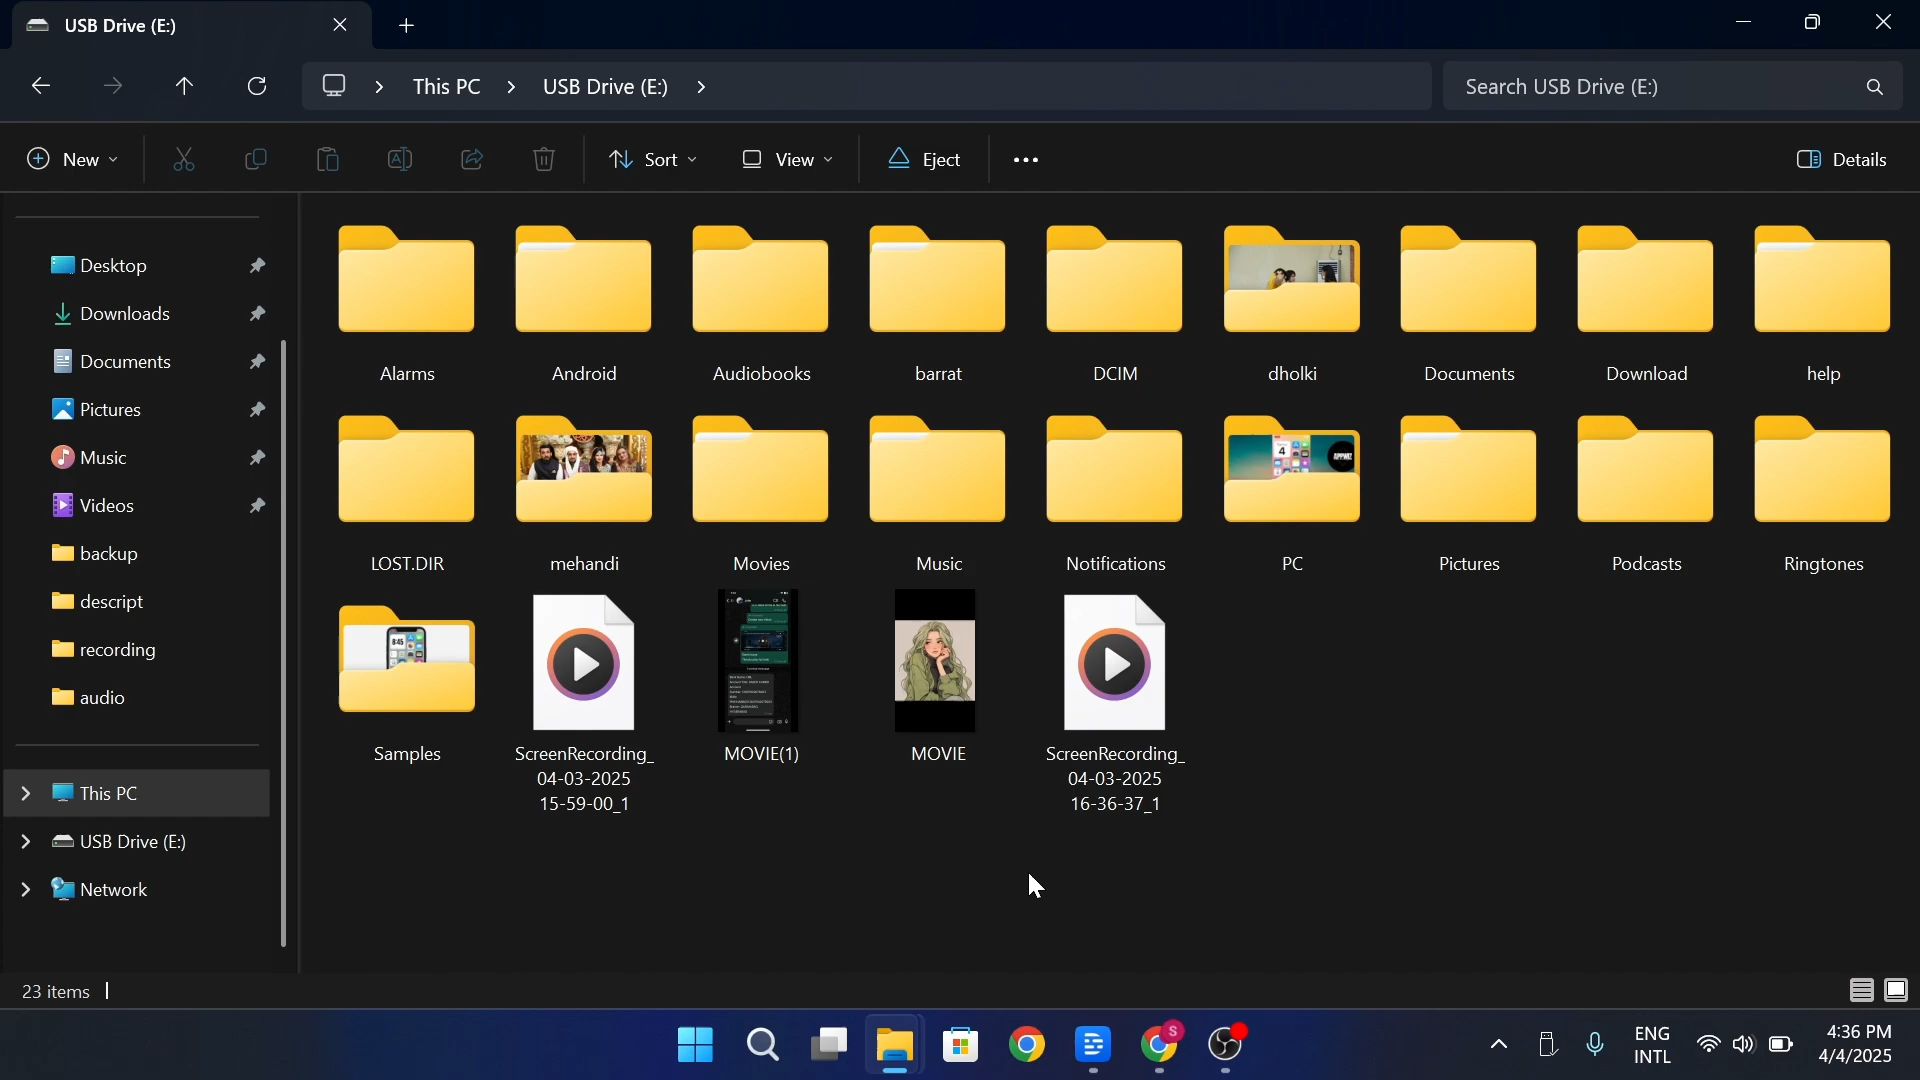 USB Drive (E:)
This PC > USB Drive (E:) >
Search USB Drive (E:)
New
Sort
View
Eject
Details
Desktop
Downloads
Documents
Pictures
Music
Videos
backup
descript
recording
audio
This PC
USB Drive (E:)
Network
Alarms
Android
Audiobooks
barrat
DCIM
dholki
Documents
Download
help
LOST.DIR
mehandi
Movies
Music
Notifications
PC
Pictures
Podcasts
Ringtones
Samples
ScreenRecording_
04-03-2025
15-59-00_1
MOVIE(1)
MOVIE
ScreenRecording_
04-03-2025
16-36-37_1
4
8:45
23 items
S
ENG
INTL
4:36 PM
4/4/2025